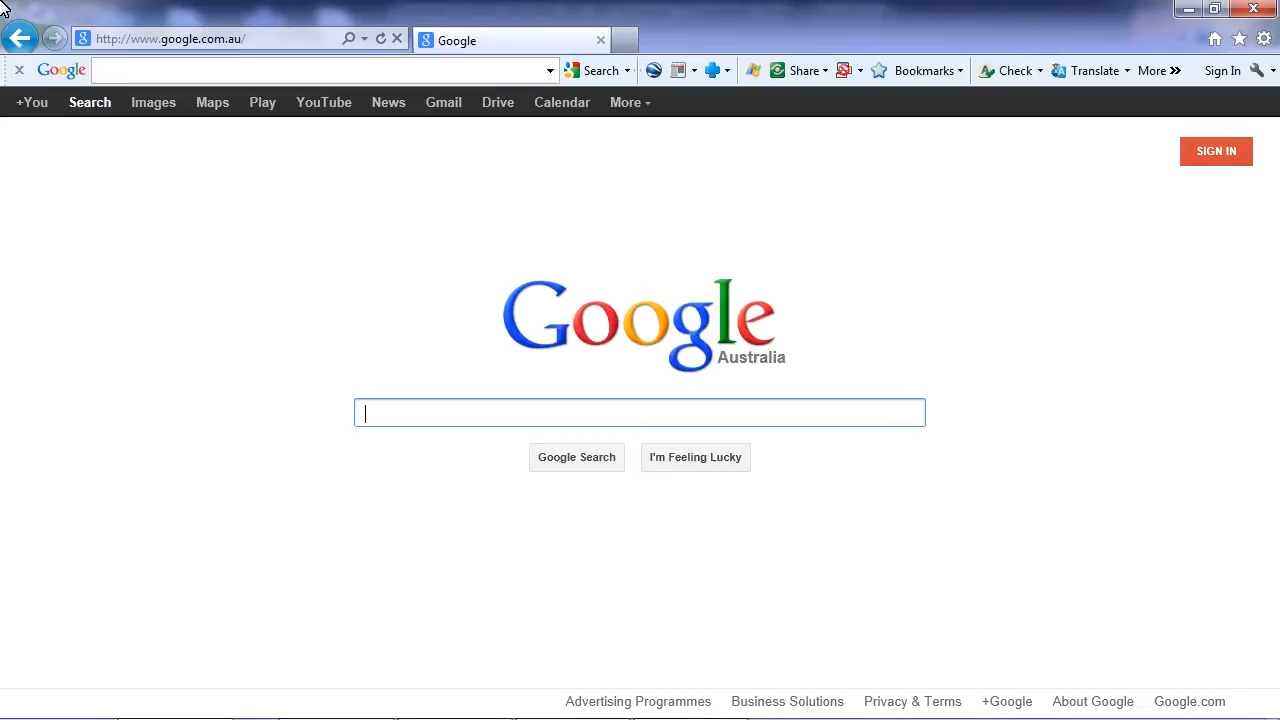 http://www.google.com.au/
Google
Google
Search
Share
Bookmarks
Check
Translate
More
Sign In
+You Search Images Maps Play YouTube News Gmail Drive Calendar More
SIGN IN
Google
Australia
Google Search
I'm Feeling Lucky
Advertising Programmes Business Solutions Privacy & Terms +Google About Google Google.com